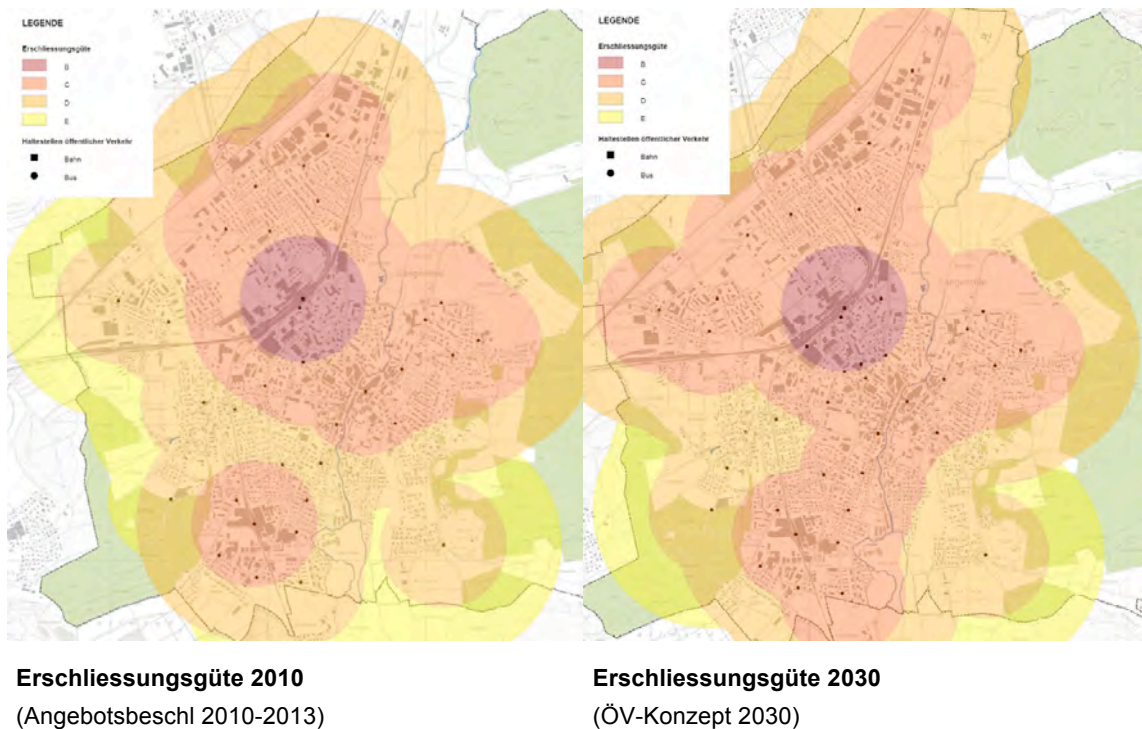 LEGENDE
Erschliessungsgüte
B
C
D
E
Haltestellen öffentlicher Verkehr
Bahn
Bus
LEGENDE
Erschliessungsgüte
B
C
D
E
Haltestellen öffentlicher Verkehr
Bahn
Bus
Erschliessungsgüte 2010
(Angebotsbeschl 2010-2013)
Erschliessungsgüte 2030
(ÖV-Konzept 2030)